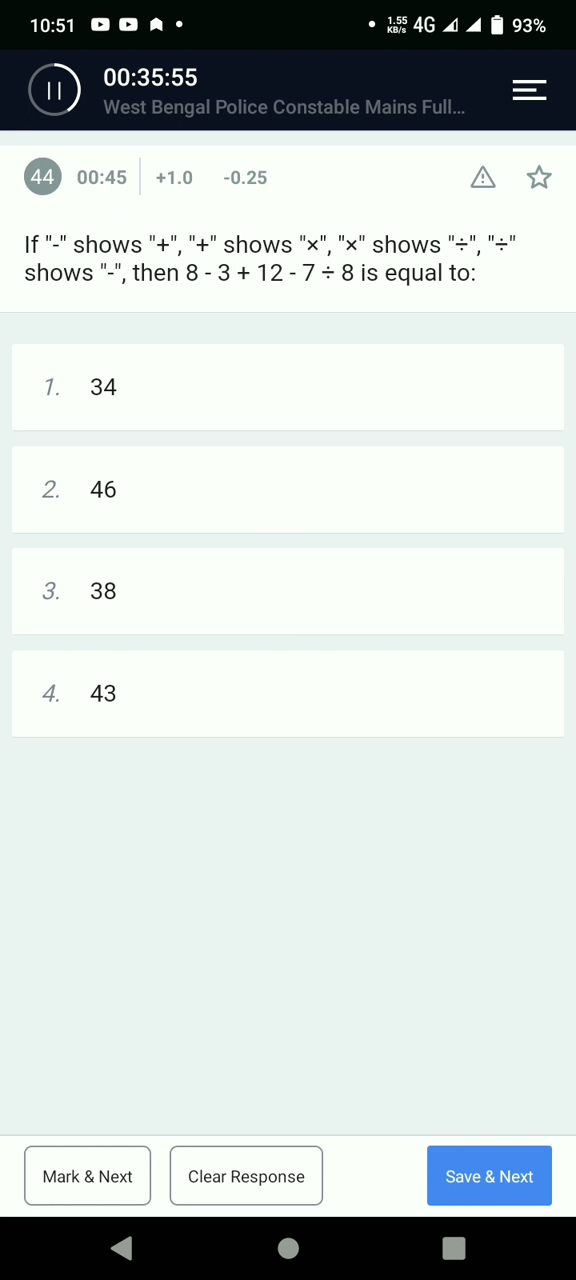 10:51
1.55 KB/s 4G 93%
00:35:55
West Bengal Police Constable Mains Full...
44 00:45 +1.0 -0.25
If "-" shows "+", "+" shows "×", "×" shows "÷", "÷"
shows "-", then 8 - 3 + 12 - 7 ÷ 8 is equal to:
1. 34
2. 46
3. 38
4. 43
Mark & Next Clear Response Save & Next